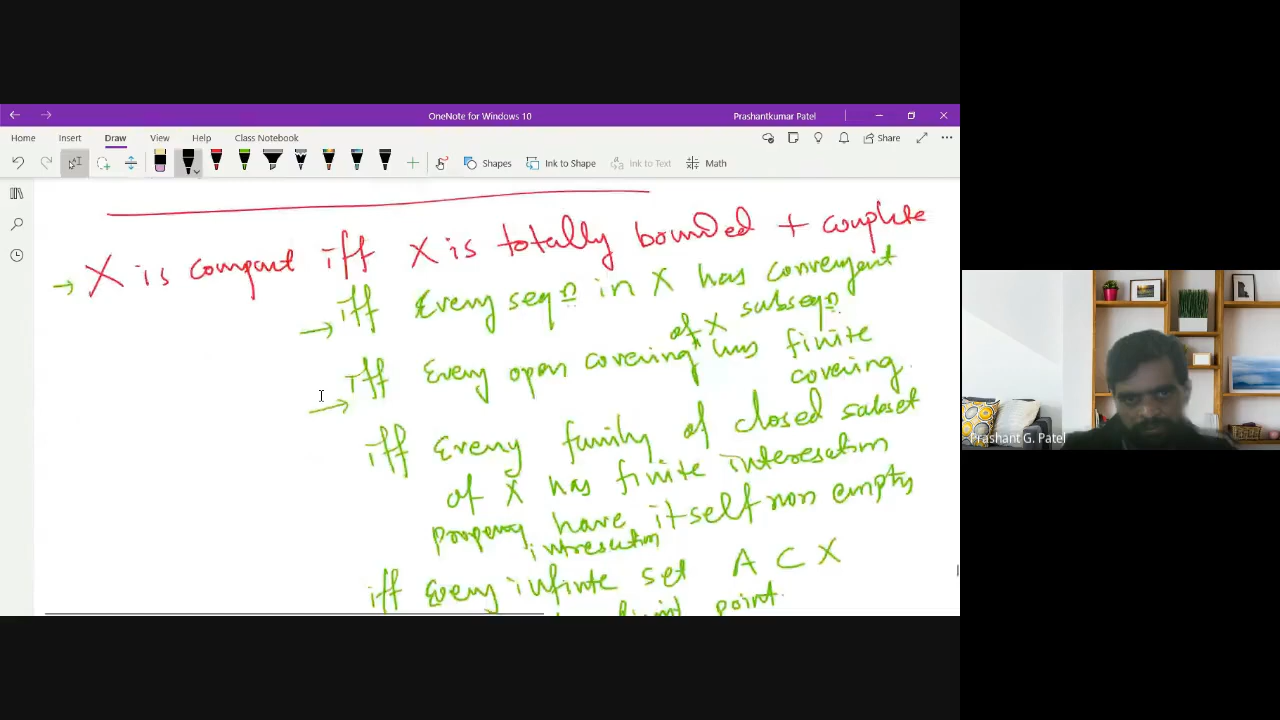 OneNote for Windows 10
Prashantkumar Patel
Home Insert Draw View Help Class Notebook
Share
Shapes Ink to Shape Ink to Text Math
→ X is compact iff X is totally bounded + complete
→ iff Every seqn in X has convergent
subseqn.
→ iff Every open covering of X has finite
covering.
iff Every family of closed subset
of X has finite interesection
property have itself non empty
intresection
iff Every infinte set A ⊂ X
limit point.
Prashant G. Patel